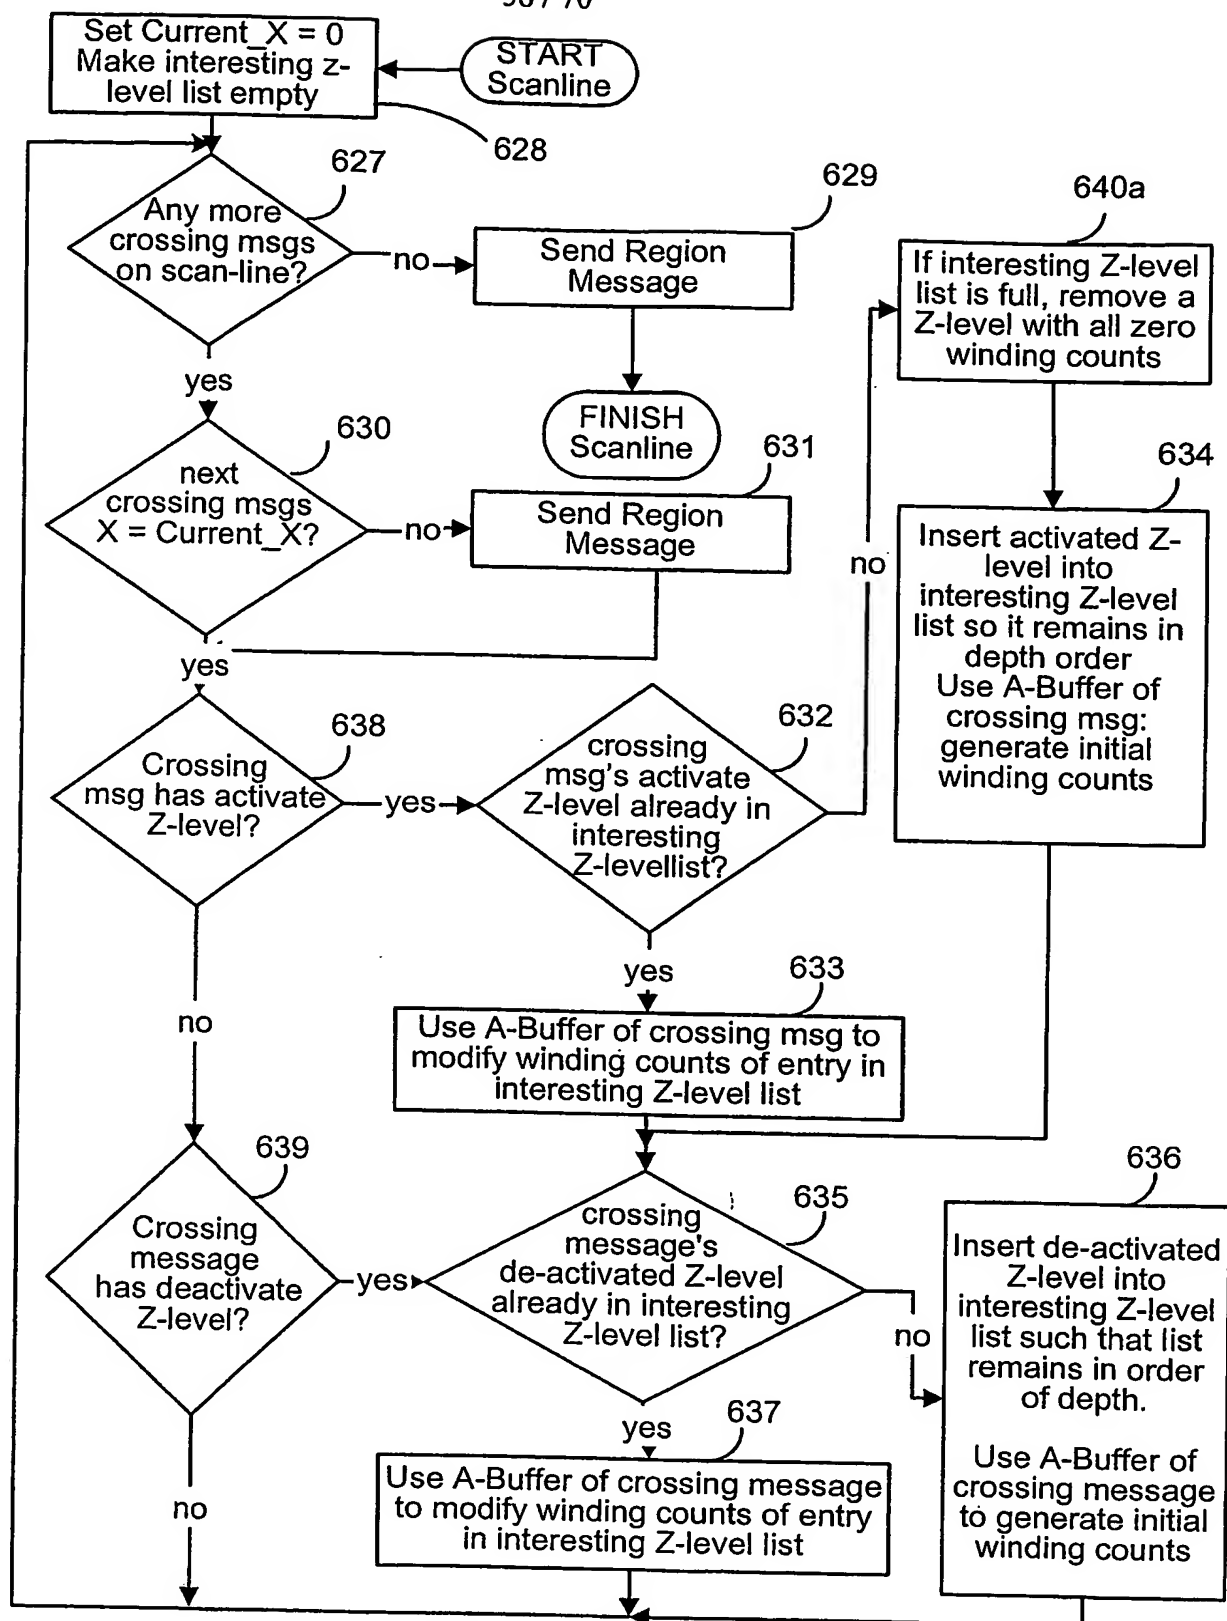 Set Current_X = 0
Make interesting z-
level list empty
START
Scanline
628
627
Any more
crossing msgs
on scan-line?
no
629
Send Region
Message
FINISH
Scanline
yes
630
next
crossing msgs
X = Current_X?
no
631
Send Region
Message
yes
640a
If interesting Z-level
list is full, remove a
Z-level with all zero
winding counts
634
Insert activated Z-
level into
interesting Z-level
list so it remains in
depth order
Use A-Buffer of
crossing msg:
generate initial
winding counts
638
Crossing
msg has activate
Z-level?
yes
632
crossing
msg's activate
Z-level already in
interesting
Z-levellist?
no
yes
633
Use A-Buffer of crossing msg to
modify winding counts of entry in
interesting Z-level list
no
639
Crossing
message
has deactivate
Z-level?
yes
635
crossing
message's
de-activated Z-level
already in interesting
Z-level list?
no
636
Insert de-activated
Z-level into
interesting Z-level
list such that list
remains in order
of depth.
Use A-Buffer of
crossing message
to generate initial
winding counts
yes
637
Use A-Buffer of crossing message
to modify winding counts of entry
in interesting Z-level list
no